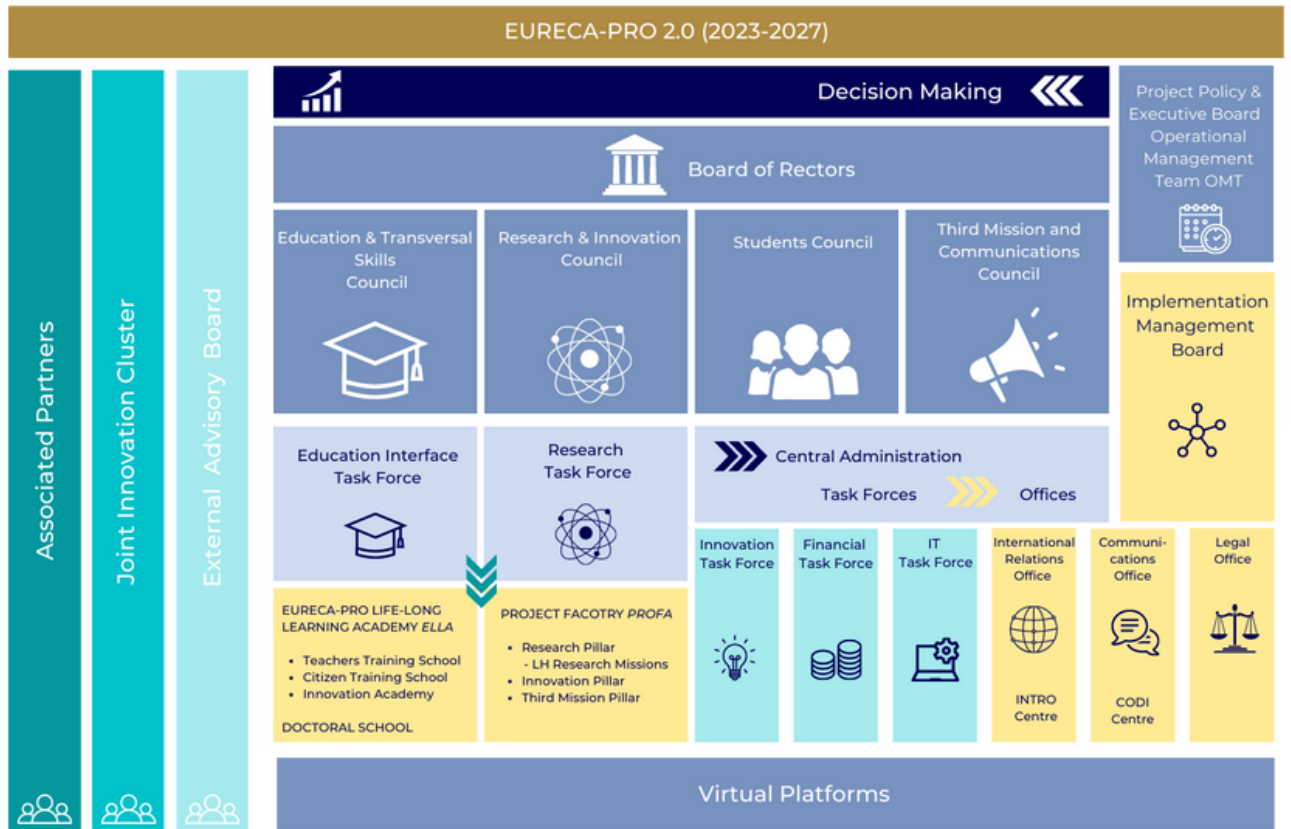 EURECA-PRO 2.0 (2023-2027)
Associated Partners
Joint Innovation Cluster
External Advisory Board
Decision Making
Board of Rectors
Project Policy &
Executive Board
Operational
Management
Team OMT
Education & Transversal
Skills
Council
Research & Innovation
Council
Students Council
Third Mission and
Communications
Council
Implementation
Management
Board
Education Interface
Task Force
Research
Task Force
Central Administration
Task Forces
Offices
EURECA-PRO LIFE-LONG
LEARNING ACADEMY ELLA
• Teachers Training School
• Citizen Training School
• Innovation Academy
DOCTORAL SCHOOL
PROJECT FACOTRY PROFA
• Research Pillar
- LH Research Missions
• Innovation Pillar
• Third Mission Pillar
Innovation
Task Force
Financial
Task Force
IT
Task Force
International
Relations
Office
INTRO
Centre
Communi-
cations
Office
CODI
Centre
Legal
Office
Virtual Platforms